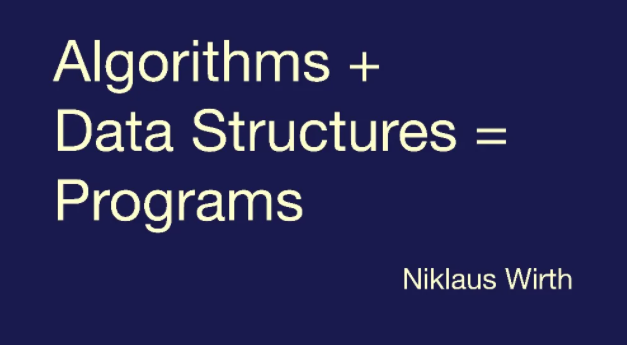 Algorithms +
Data Structures =
Programs
Niklaus Wirth